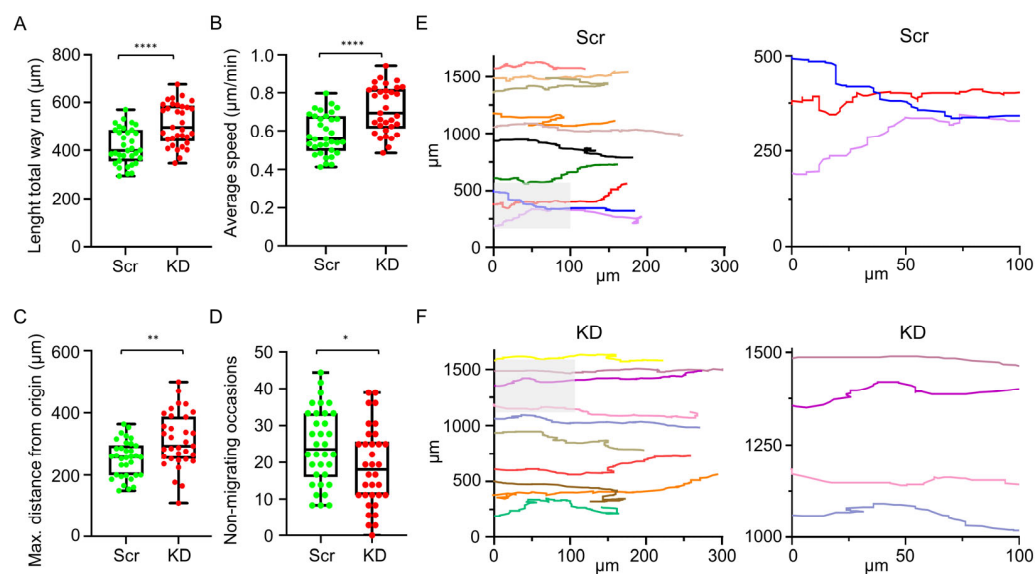 A
Lenght total way run (µm)
800
600
400
200
0
****
Scr
KD
B
Average speed (µm/min)
1.0
0.8
0.6
0.4
0.2
0
****
Scr
KD
C
Max. distance from origin (µm)
600
400
200
0
**
Scr
KD
D
Non-migrating occasions
50
40
30
20
10
0
*
Scr
KD
E
Scr
µm
1500
1000
500
0
0
100
200
300
µm
Scr
500
250
0
0
50
100
µm
F
KD
µm
1500
1000
500
0
0
100
200
300
µm
KD
1500
1250
1000
0
50
100
µm